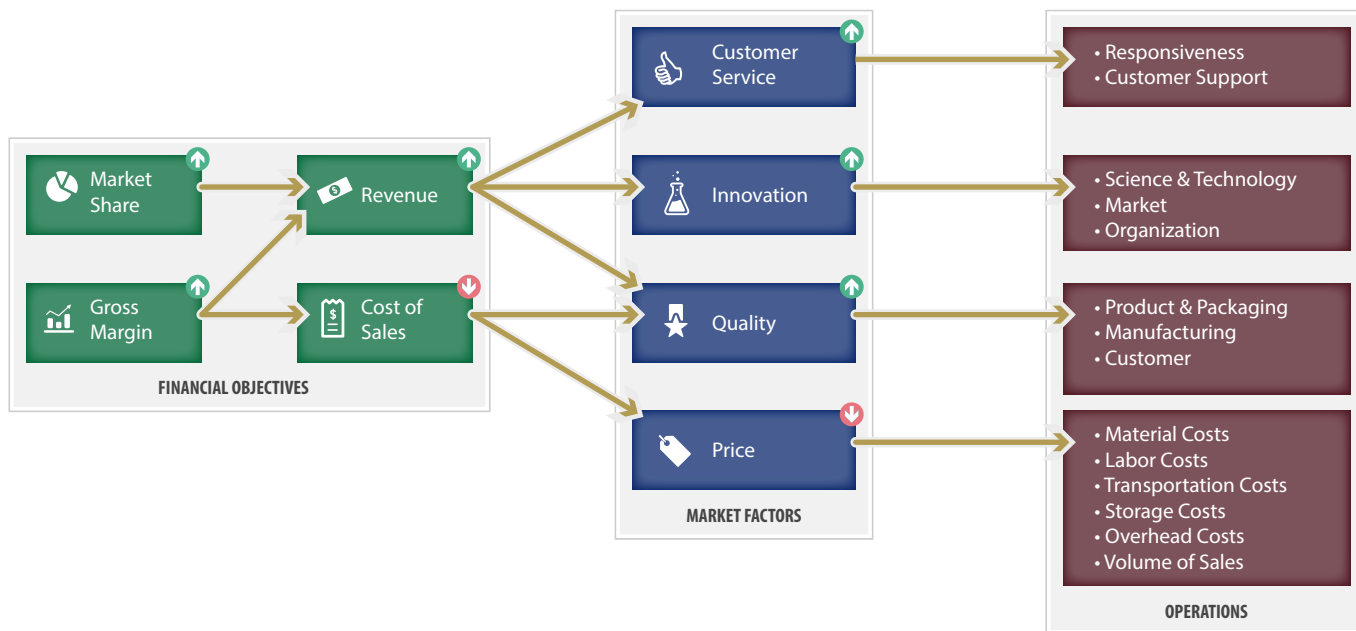 Market
Share
Revenue
Gross
Margin
$
Cost of
Sales
FINANCIAL OBJECTIVES
Customer
Service
Innovation
Quality
Price
MARKET FACTORS
• Responsiveness
• Customer Support
• Science & Technology
• Market
• Organization
• Product & Packaging
• Manufacturing
• Customer
• Material Costs
• Labor Costs
• Transportation Costs
• Storage Costs
• Overhead Costs
• Volume of Sales
OPERATIONS